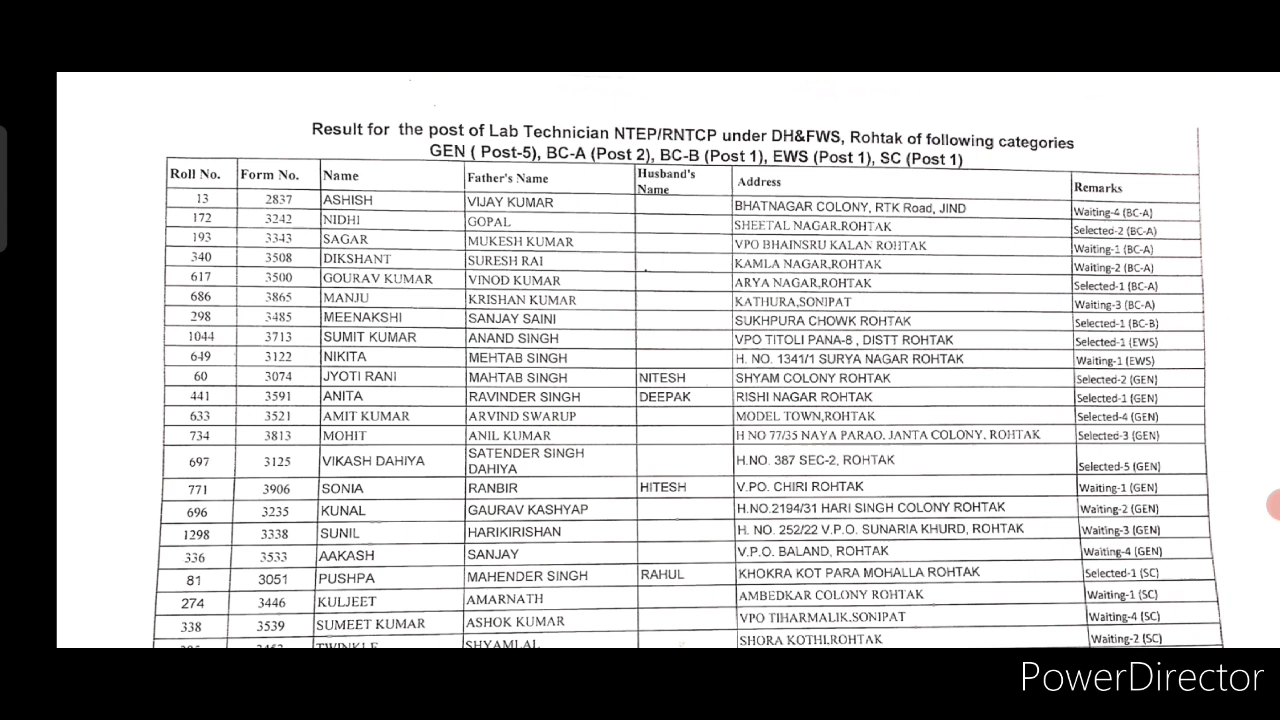 Result for the post of Lab Technician NTEP/RNTCP under DH&FWS, Rohtak of following categories
GEN ( Post-5), BC-A (Post 2), BC-B (Post 1), EWS (Post 1), SC (Post 1)
Roll No. Form No. Name Father's Name Husband's Name Address Remarks
13 2837 ASHISH VIJAY KUMAR BHATNAGAR COLONY, RTK Road, JIND Waiting-4 (BC-A)
172 3242 NIDHI GOPAL SHEETAL NAGAR,ROHTAK Selected-2 (BC-A)
193 3343 SAGAR MUKESH KUMAR VPO BHAINSRU KALAN ROHTAK Waiting-1 (BC-A)
340 3508 DIKSHANT SURESH RAI KAMLA NAGAR,ROHTAK Waiting-2 (BC-A)
617 3500 GOURAV KUMAR VINOD KUMAR ARYA NAGAR,ROHTAK Selected-1 (BC-A)
686 3865 MANJU KRISHAN KUMAR KATHURA,SONIPAT Waiting-3 (BC-A)
298 3485 MEENAKSHI SANJAY SAINI SUKHPURA CHOWK ROHTAK Selected-1 (BC-B)
1044 3713 SUMIT KUMAR ANAND SINGH VPO TITOLI PANA-8 , DISTT ROHTAK Selected-1 (EWS)
649 3122 NIKITA MEHTAB SINGH H. NO. 1341/1 SURYA NAGAR ROHTAK Waiting-1 (EWS)
60 3074 JYOTI RANI MAHTAB SINGH NITESH SHYAM COLONY ROHTAK Selected-2 (GEN)
441 3591 ANITA RAVINDER SINGH DEEPAK RISHI NAGAR ROHTAK Selected-1 (GEN)
633 3521 AMIT KUMAR ARVIND SWARUP MODEL TOWN,ROHTAK Selected-4 (GEN)
734 3813 MOHIT ANIL KUMAR H NO 77/35 NAYA PARAO, JANTA COLONY, ROHTAK Selected-3 (GEN)
697 3125 VIKASH DAHIYA SATENDER SINGH DAHIYA H.NO. 387 SEC-2, ROHTAK Selected-5 (GEN)
771 3906 SONIA RANBIR HITESH V.PO. CHIRI ROHTAK Waiting-1 (GEN)
696 3235 KUNAL GAURAV KASHYAP H.NO.2194/31 HARI SINGH COLONY ROHTAK Waiting-2 (GEN)
1298 3338 SUNIL HARIKIRISHAN H. NO. 252/22 V.P.O. SUNARIA KHURD, ROHTAK Waiting-3 (GEN)
336 3533 AAKASH SANJAY V.P.O. BALAND, ROHTAK Waiting-4 (GEN)
81 3051 PUSHPA MAHENDER SINGH RAHUL KHOKRA KOT PARA MOHALLA ROHTAK Selected-1 (SC)
274 3446 KULJEET AMARNATH AMBEDKAR COLONY ROHTAK Waiting-1 (SC)
338 3539 SUMEET KUMAR ASHOK KUMAR VPO TIHARMALIK,SONIPAT Waiting-4 (SC)
TWINKLE SHYAMLAL SHORA KOTHI,ROHTAK Waiting-2 (SC)
PowerDirector